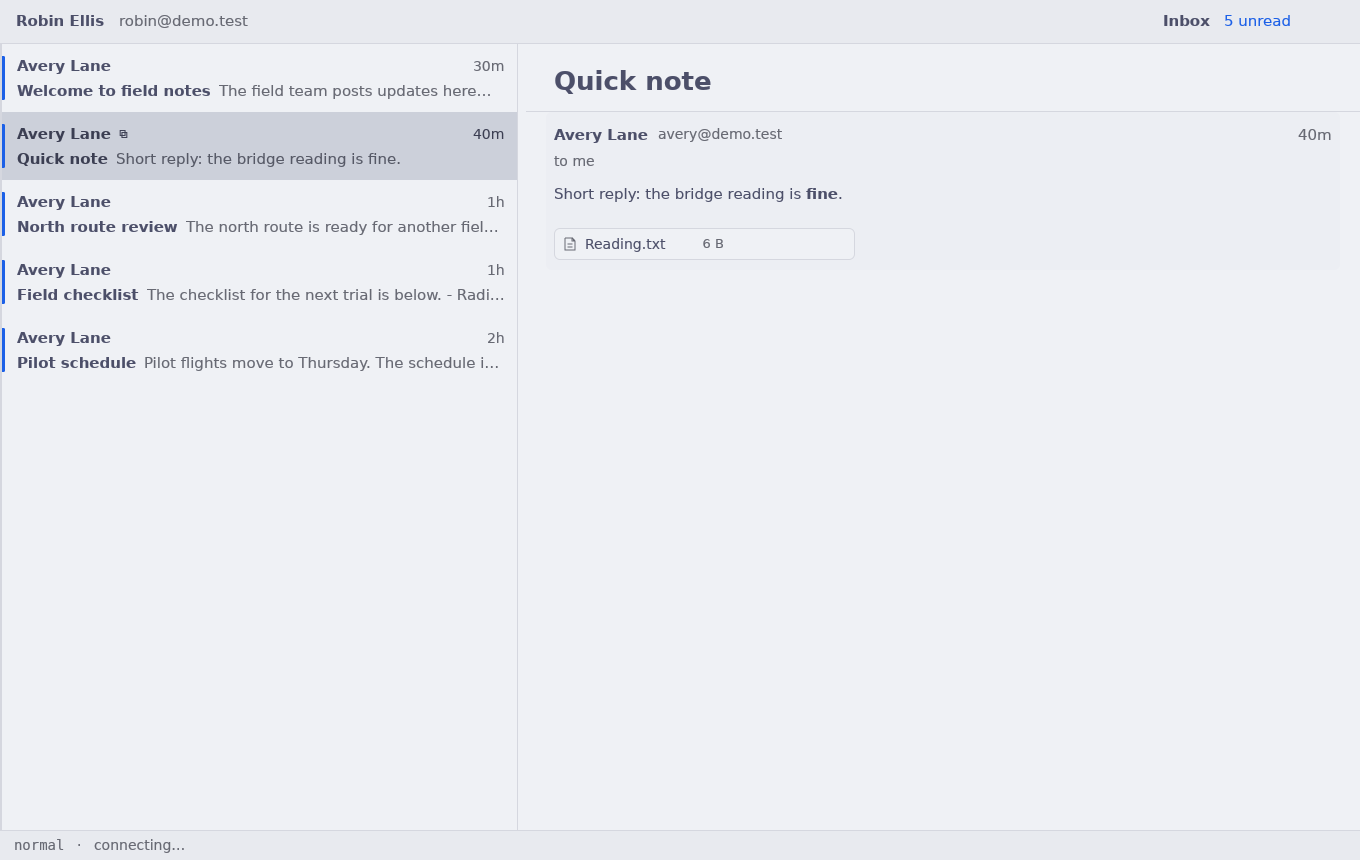 Robin Ellis robin@demo.test Inbox 5 unread
Avery Lane 30m
Welcome to field notes The field team posts updates here…
Avery Lane 40m
Quick note Short reply: the bridge reading is fine.
Avery Lane 1h
North route review The north route is ready for another fiel…
Avery Lane 1h
Field checklist The checklist for the next trial is below. - Radi…
Avery Lane 2h
Pilot schedule Pilot flights move to Thursday. The schedule i…
Quick note
Avery Lane avery@demo.test 40m
to me
Short reply: the bridge reading is fine.
Reading.txt 6 B
normal · connecting…